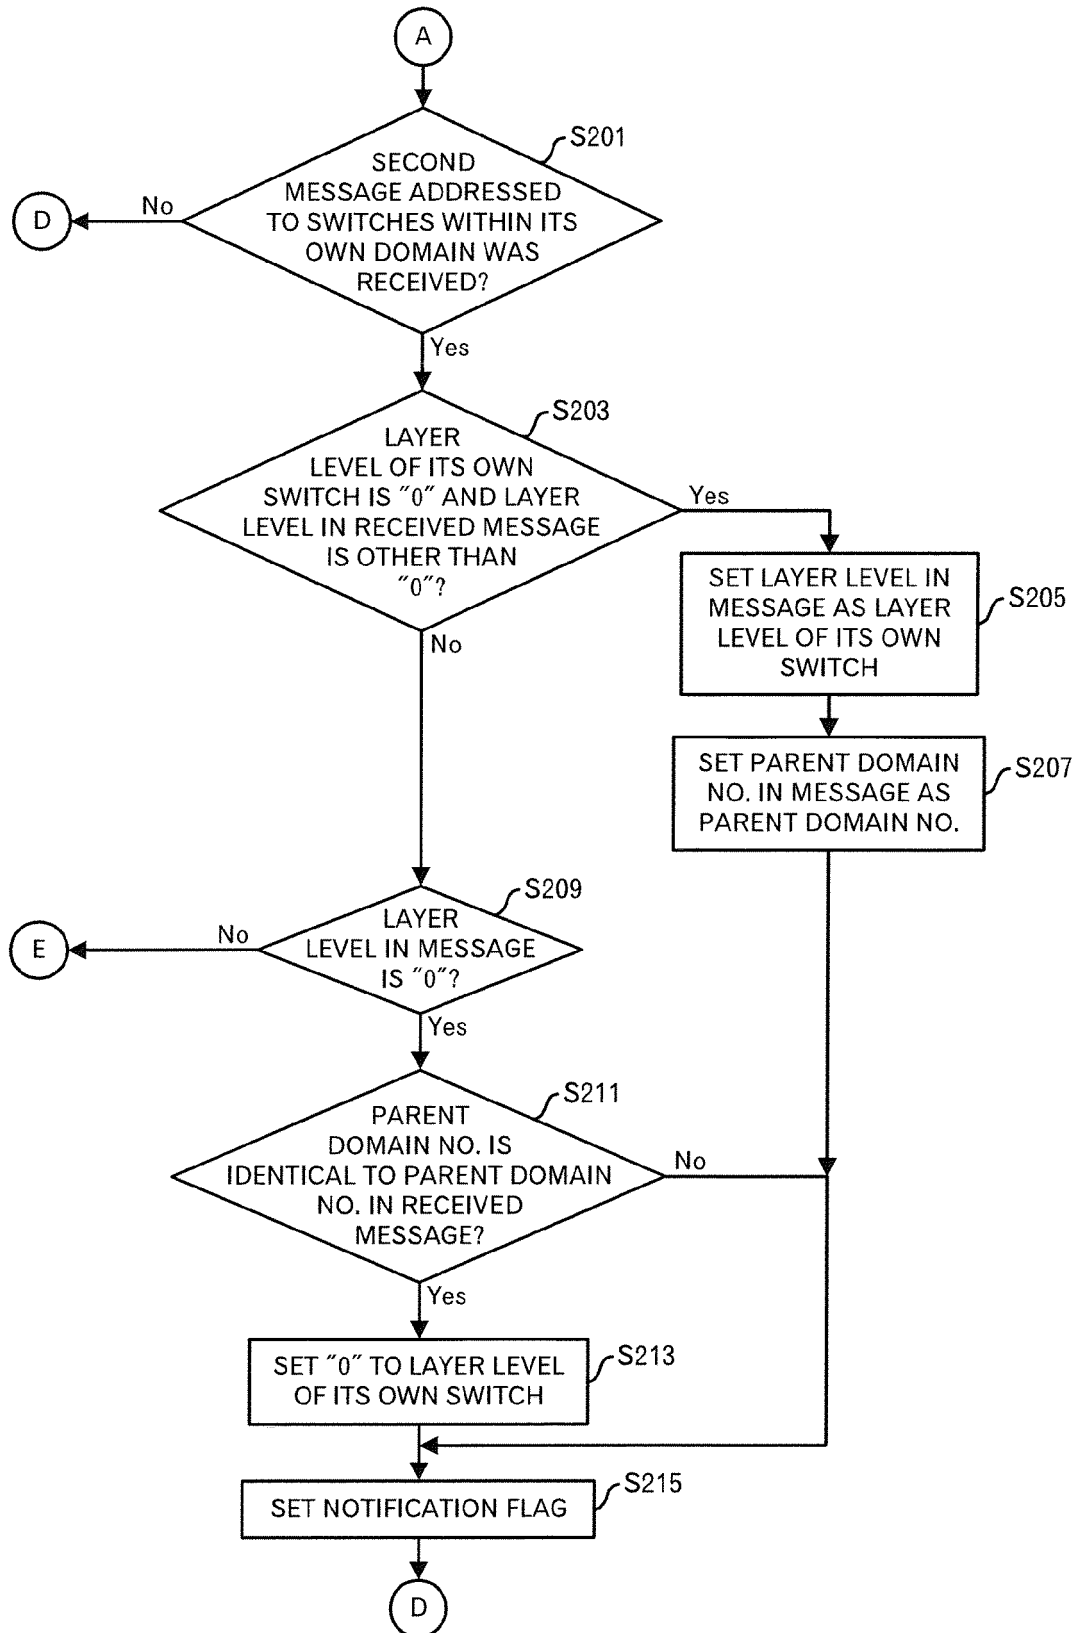 A
S201
SECOND
MESSAGE ADDRESSED
TO SWITCHES WITHIN ITS
OWN DOMAIN WAS
RECEIVED?
No
D
Yes
S203
LAYER
LEVEL OF ITS OWN
SWITCH IS "0" AND LAYER
LEVEL IN RECEIVED MESSAGE
IS OTHER THAN
"0"?
Yes
No
SET LAYER LEVEL IN
MESSAGE AS LAYER
LEVEL OF ITS OWN
SWITCH
S205
SET PARENT DOMAIN
NO. IN MESSAGE AS
PARENT DOMAIN NO.
S207
S209
LAYER
LEVEL IN MESSAGE
IS "0"?
No
E
Yes
S211
PARENT
DOMAIN NO. IS
IDENTICAL TO PARENT DOMAIN
NO. IN RECEIVED
MESSAGE?
No
Yes
SET "0" TO LAYER LEVEL
OF ITS OWN SWITCH
S213
SET NOTIFICATION FLAG
S215
D